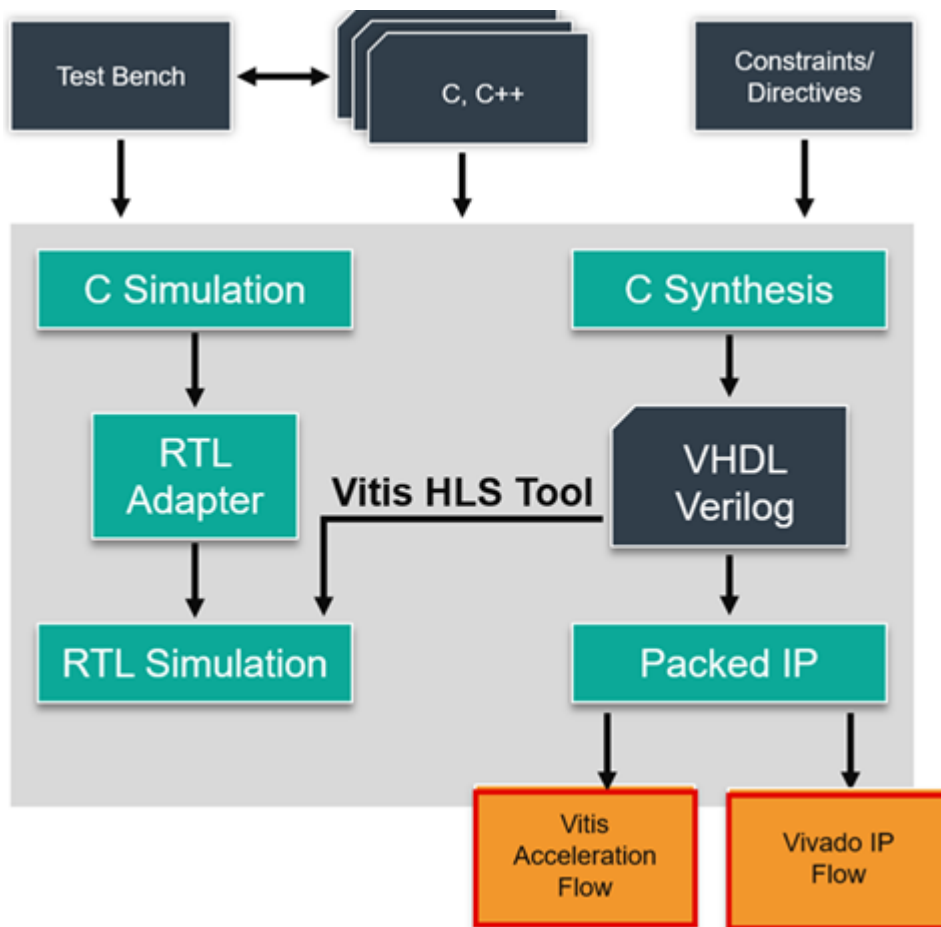 Test Bench
C, C++
Constraints/
Directives
C Simulation
C Synthesis
RTL
Adapter
Vitis HLS Tool
VHDL
Verilog
RTL Simulation
Packed IP
Vitis
Acceleration
Flow
Vivado IP
Flow